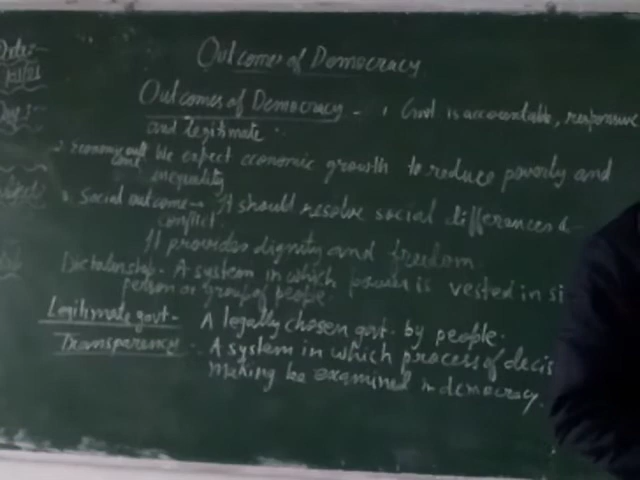 Outcomes of Democracy
Outcomes of Democracy - 1 Govt is accountable, responsive
and legitimate
We expect economic growth to reduce poverty and
inequality
Social outcome - It should resolve social differences &
conflict
It provides dignity and freedom.
Dictatorship - A system in which power is vested in si
person or group of people
Legitimate govt - A legally chosen govt. by people.
Transparency - A system in which process of decis
making be examined in democracy.